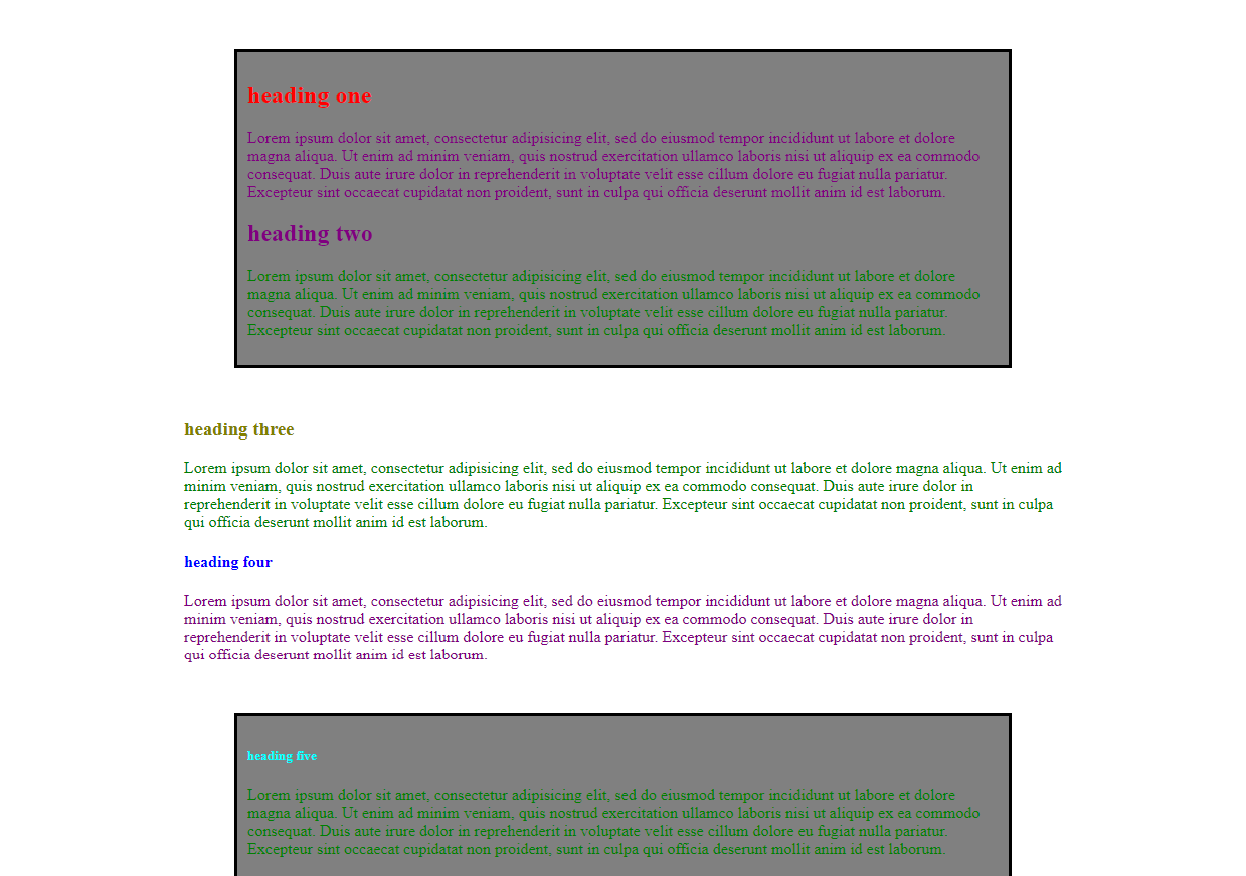 heading one
Lorem ipsum dolor sit amet, consectetur adipisicing elit, sed do eiusmod tempor incididunt ut labore et dolore
magna aliqua. Ut enim ad minim veniam, quis nostrud exercitation ullamco laboris nisi ut aliquip ex ea commodo
consequat. Duis aute irure dolor in reprehenderit in voluptate velit esse cillum dolore eu fugiat nulla pariatur.
Excepteur sint occaecat cupidatat non proident, sunt in culpa qui officia deserunt mollit anim id est laborum.
heading two
Lorem ipsum dolor sit amet, consectetur adipisicing elit, sed do eiusmod tempor incididunt ut labore et dolore
magna aliqua. Ut enim ad minim veniam, quis nostrud exercitation ullamco laboris nisi ut aliquip ex ea commodo
consequat. Duis aute irure dolor in reprehenderit in voluptate velit esse cillum dolore eu fugiat nulla pariatur.
Excepteur sint occaecat cupidatat non proident, sunt in culpa qui officia deserunt mollit anim id est laborum.
heading three
Lorem ipsum dolor sit amet, consectetur adipisicing elit, sed do eiusmod tempor incididunt ut labore et dolore magna aliqua. Ut enim ad
minim veniam, quis nostrud exercitation ullamco laboris nisi ut aliquip ex ea commodo consequat. Duis aute irure dolor in
reprehenderit in voluptate velit esse cillum dolore eu fugiat nulla pariatur. Excepteur sint occaecat cupidatat non proident, sunt in culpa
qui officia deserunt mollit anim id est laborum.
heading four
Lorem ipsum dolor sit amet, consectetur adipisicing elit, sed do eiusmod tempor incididunt ut labore et dolore magna aliqua. Ut enim ad
minim veniam, quis nostrud exercitation ullamco laboris nisi ut aliquip ex ea commodo consequat. Duis aute irure dolor in
reprehenderit in voluptate velit esse cillum dolore eu fugiat nulla pariatur. Excepteur sint occaecat cupidatat non proident, sunt in culpa
qui officia deserunt mollit anim id est laborum.
heading five
Lorem ipsum dolor sit amet, consectetur adipisicing elit, sed do eiusmod tempor incididunt ut labore et dolore
magna aliqua. Ut enim ad minim veniam, quis nostrud exercitation ullamco laboris nisi ut aliquip ex ea commodo
consequat. Duis aute irure dolor in reprehenderit in voluptate velit esse cillum dolore eu fugiat nulla pariatur.
Excepteur sint occaecat cupidatat non proident, sunt in culpa qui officia deserunt mollit anim id est laborum.